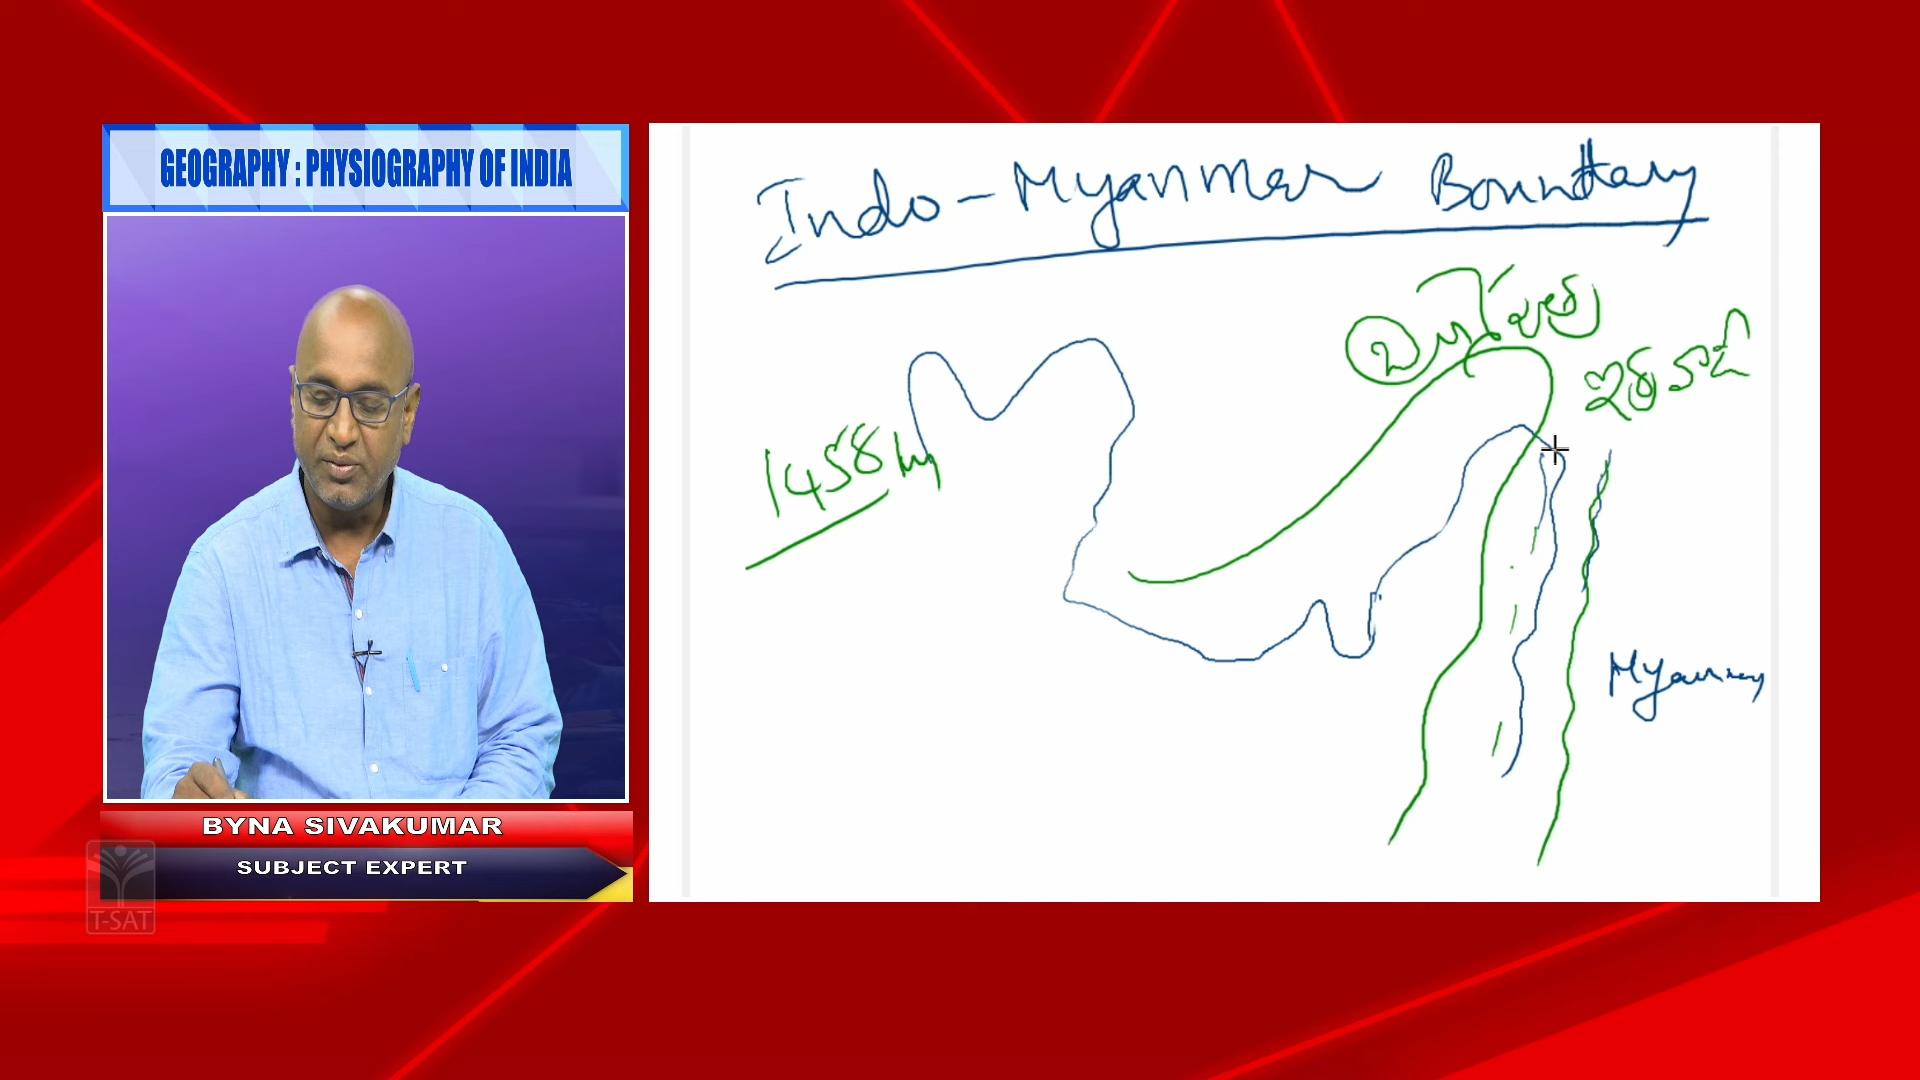 GEOGRAPHY : PHYSIOGRAPHY OF INDIA
Indo - Myanmar Boundary
1458 km
Myanmar
BYNA SIVAKUMAR
SUBJECT EXPERT
T-SAT